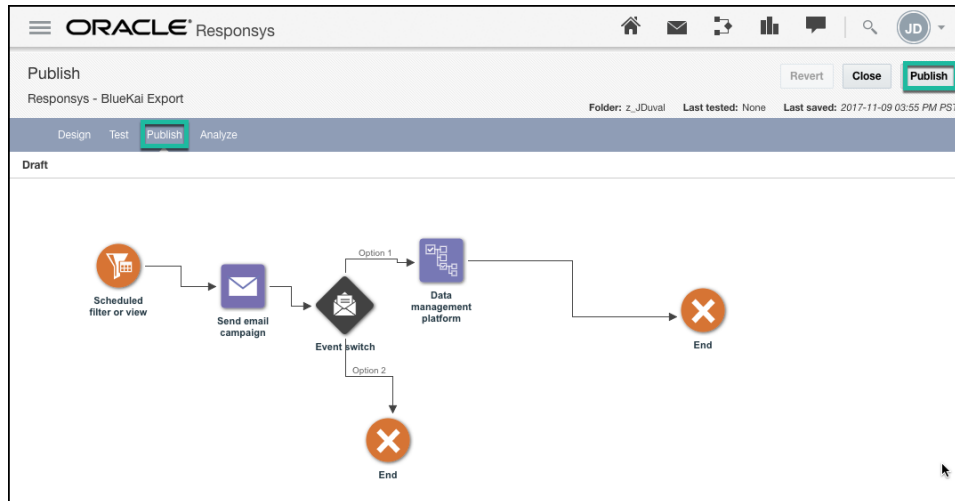 ORACLE® Responsys
JD
Publish
Revert
Close
Publish
Responsys - BlueKai Export
Folder: z_JDuval
Last tested: None
Last saved: 2017-11-09 03:55 PM PST
Design
Test
Publish
Analyze
Draft
Option 1
Scheduled
filter or view
Send email
campaign
Event switch
Data
management
platform
End
Option 2
End